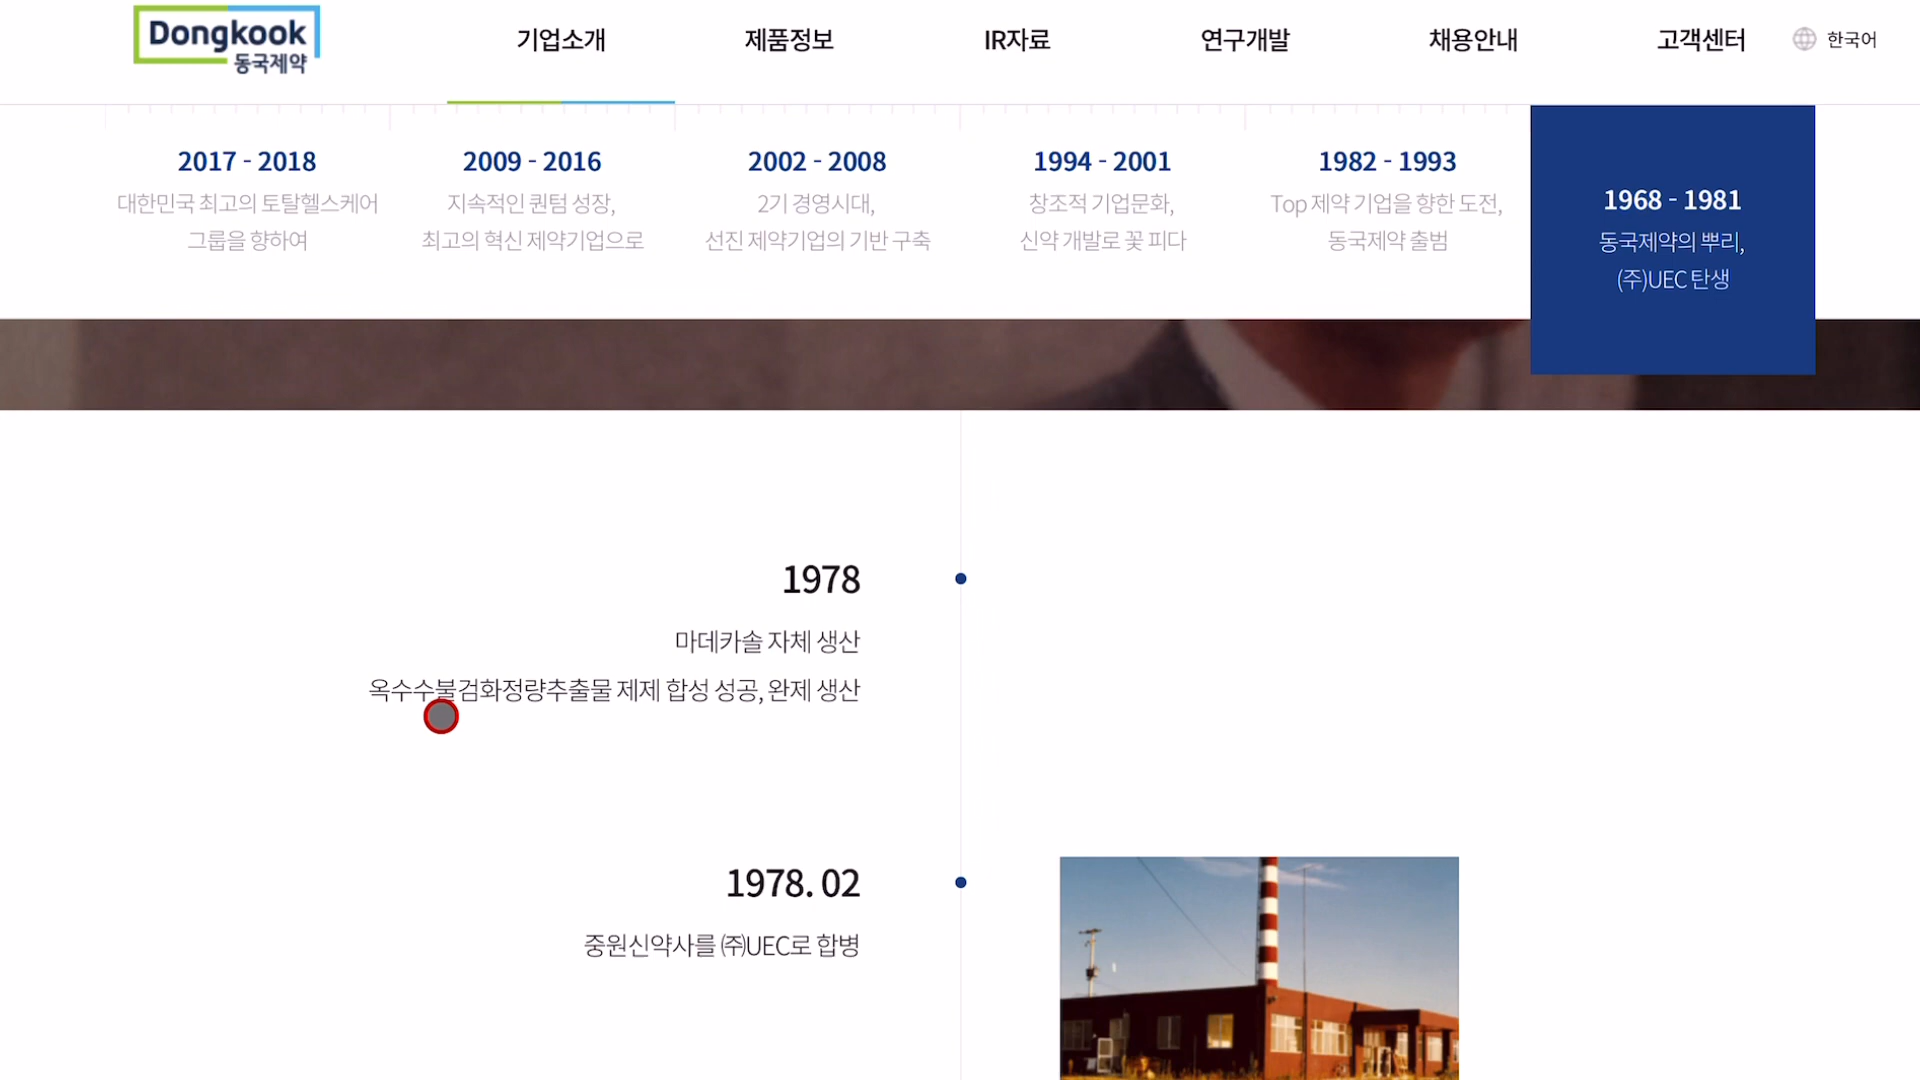 Dongkook
동국제약
기업소개
제품정보
IR자료
연구개발
채용안내
고객센터
한국어
2017 - 2018
대한민국 최고의 토탈헬스케어
그룹을 향하여
2009 - 2016
지속적인 퀀텀 성장,
최고의 혁신 제약기업으로
2002 - 2008
2기 경영시대,
선진 제약기업의 기반 구축
1994 - 2001
창조적 기업문화,
신약 개발로 꽃 피다
1982 - 1993
Top 제약 기업을 향한 도전,
동국제약 출범
1968 - 1981
동국제약의 뿌리,
(주)UEC 탄생
1978
마데카솔 자체 생산
옥수수불검화정량추출물 제제 합성 성공, 완제 생산
1978. 02
중원신약사를 ㈜UEC로 합병